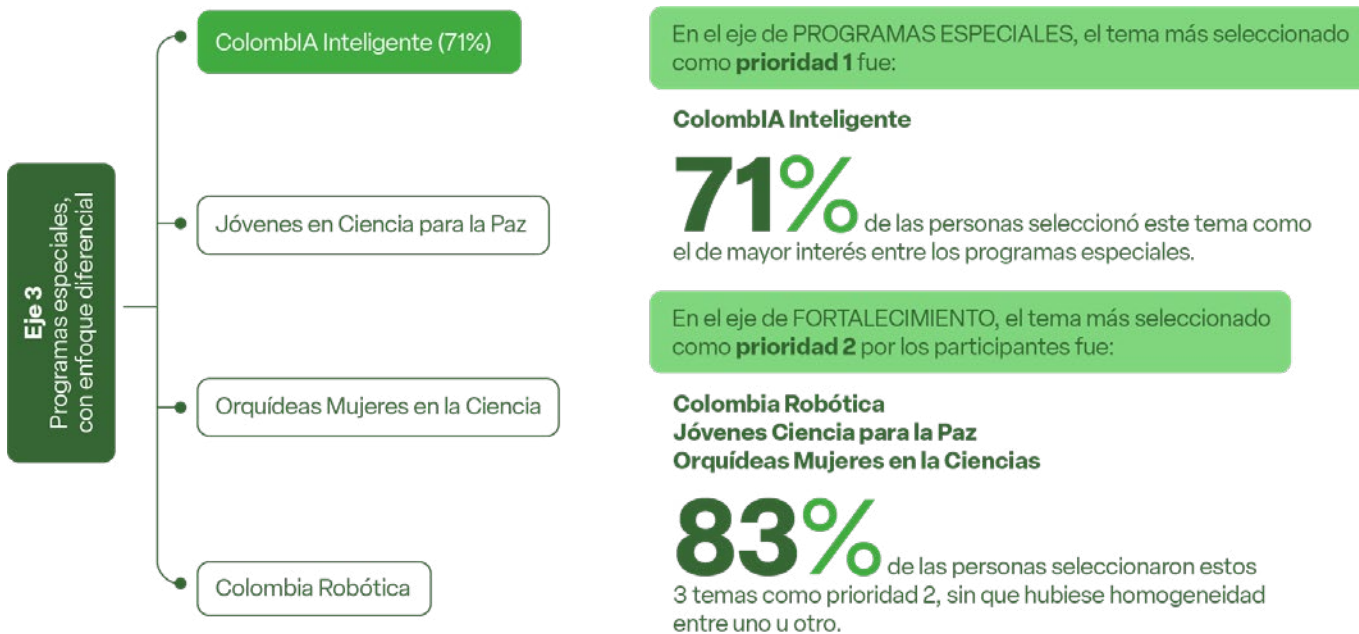 Eje 3
Programas especiales,
con enfoque diferencial
ColombIA Inteligente (71%)
Jóvenes en Ciencia para la Paz
Orquídeas Mujeres en la Ciencia
Colombia Robótica
En el eje de PROGRAMAS ESPECIALES, el tema más seleccionado
como prioridad 1 fue:
ColombIA Inteligente
71% de las personas seleccionó este tema como
el de mayor interés entre los programas especiales.
En el eje de FORTALECIMIENTO, el tema más seleccionado
como prioridad 2 por los participantes fue:
Colombia Robótica
Jóvenes Ciencia para la Paz
Orquídeas Mujeres en la Ciencias
83% de las personas seleccionaron estos
3 temas como prioridad 2, sin que hubiese homogeneidad
entre uno u otro.